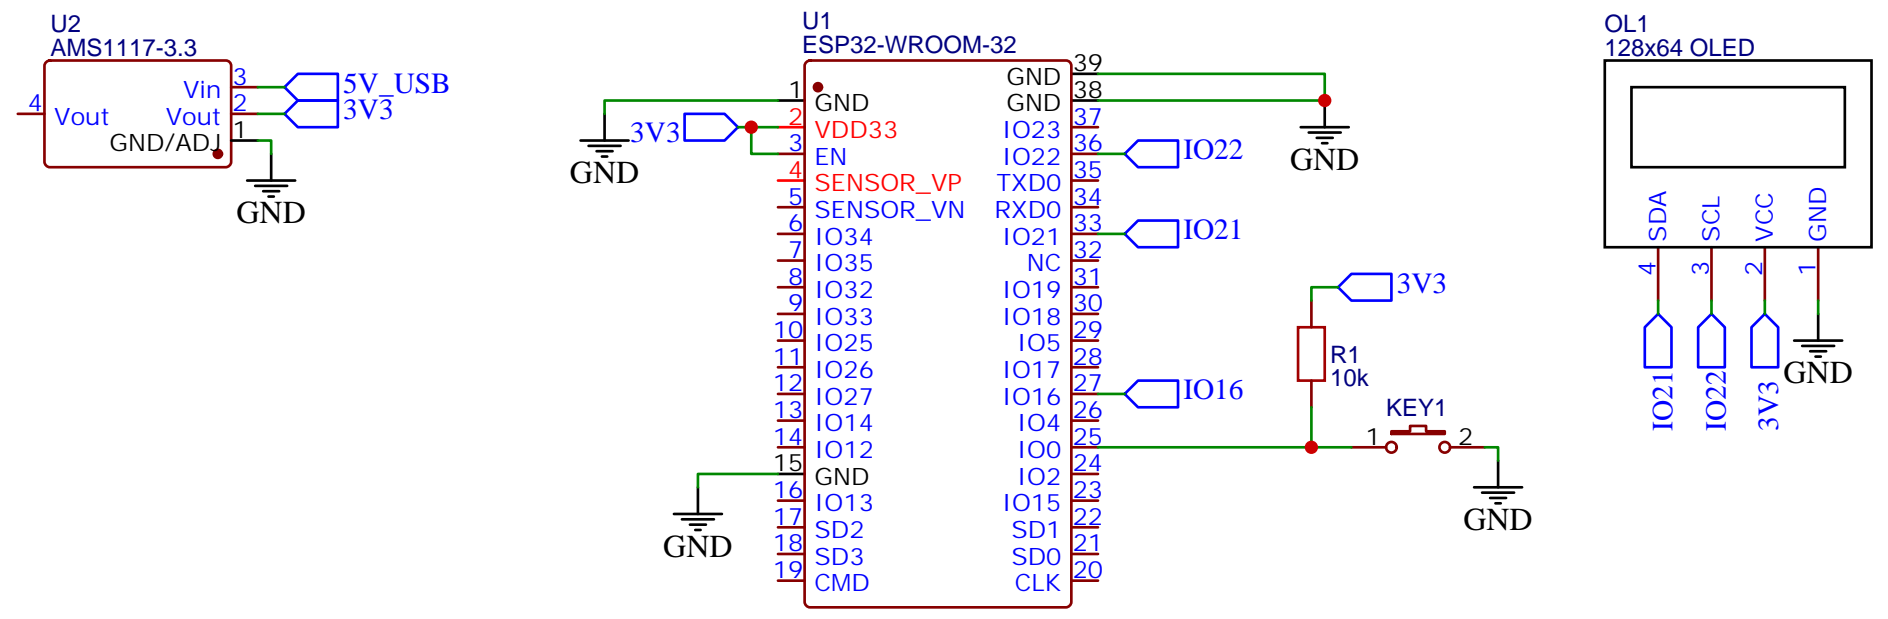 U2
AMS1117-3.3
Vin 3 5V_USB
4 Vout Vout 2 3V3
GND/ADJ 1
GND
U1
ESP32-WROOM-32
1 GND
2 VDD33
3 EN
4 SENSOR_VP
5 SENSOR_VN
6 IO34
7 IO35
8 IO32
9 IO33
10 IO25
11 IO26
12 IO27
13 IO14
14 IO12
15 GND
16 IO13
17 SD2
18 SD3
19 CMD
GND 39
GND 38
IO23 37
IO22 36
TXD0 35
RXD0 34
IO21 33
NC 32
IO19 31
IO18 30
IO5 29
IO17 28
IO16 27
IO4 26
IO0 25
IO2 24
IO15 23
SD1 22
SD0 21
CLK 20
3V3
GND
GND
GND
IO22
IO21
IO16
3V3
R1
10k
KEY1
1 2
GND
OL1
128x64 OLED
SDA SCL VCC GND
4 3 2 1
IO21 IO22 3V3 GND